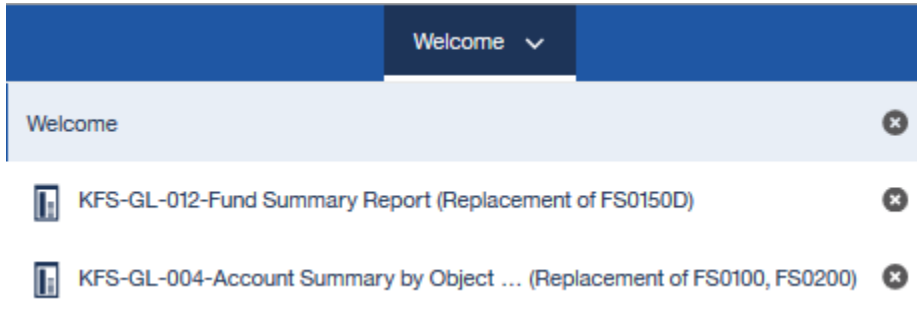 Welcome
Welcome
KFS-GL-012-Fund Summary Report (Replacement of FS0150D)
KFS-GL-004-Account Summary by Object ... (Replacement of FS0100, FS0200)